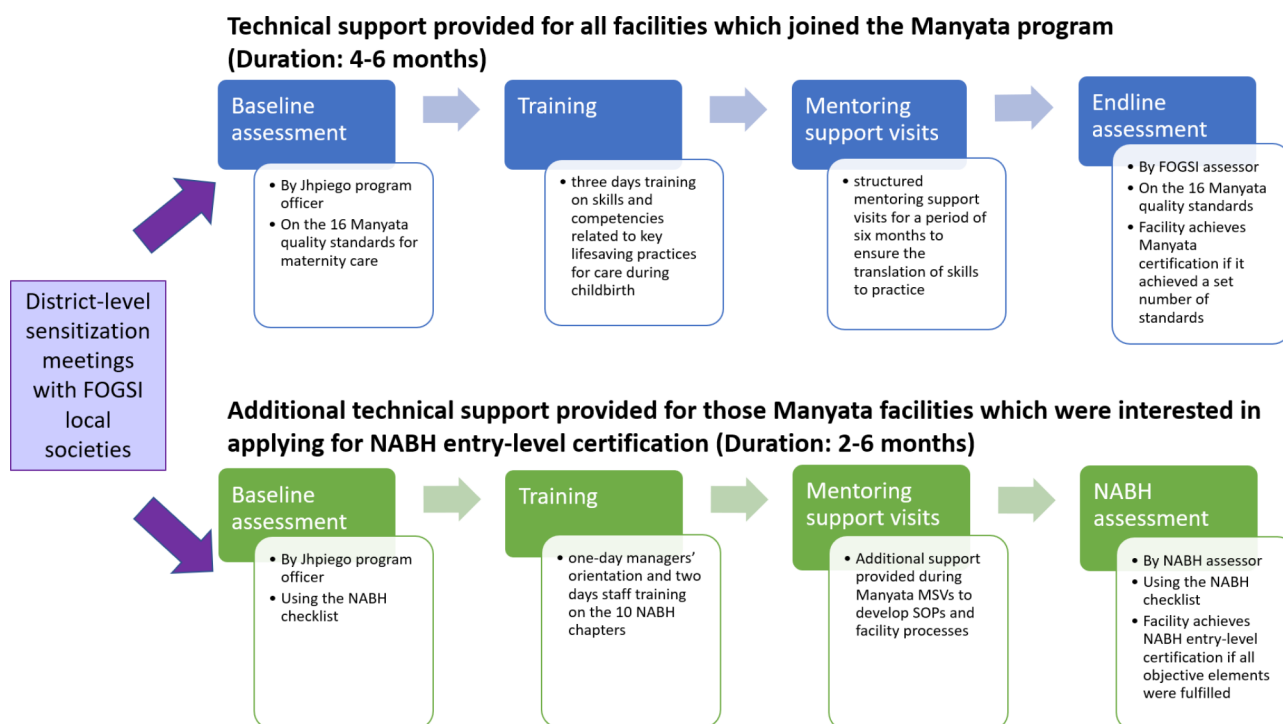 Technical support provided for all facilities which joined the Manyata program
(Duration: 4-6 months)
Baseline
assessment
• By Jhpiego program
officer
• On the 16 Manyata
quality standards for
maternity care
Training
• three days training
on skills and
competencies
related to key
lifesaving practices
for care during
childbirth
Mentoring
support visits
• structured
mentoring support
visits for a period of
six months to
ensure the
translation of skills
to practice
Endline
assessment
• By FOGSI assessor
• On the 16 Manyata
quality standards
• Facility achieves
Manyata
certification if it
achieved a set
number of
standards
District-level
sensitization
meetings
with FOGSI
local
societies
Additional technical support provided for those Manyata facilities which were interested in
applying for NABH entry-level certification (Duration: 2-6 months)
Baseline
assessment
• By Jhpiego program
officer
• Using the NABH
checklist
Training
• one-day managers’
orientation and two
days staff training
on the 10 NABH
chapters
Mentoring
support visits
• Additional support
provided during
Manyata MSVs to
develop SOPs and
facility processes
NABH
assessment
• By NABH assessor
• Using the NABH
checklist
• Facility achieves
NABH entry-level
certification if all
objective elements
were fulfilled